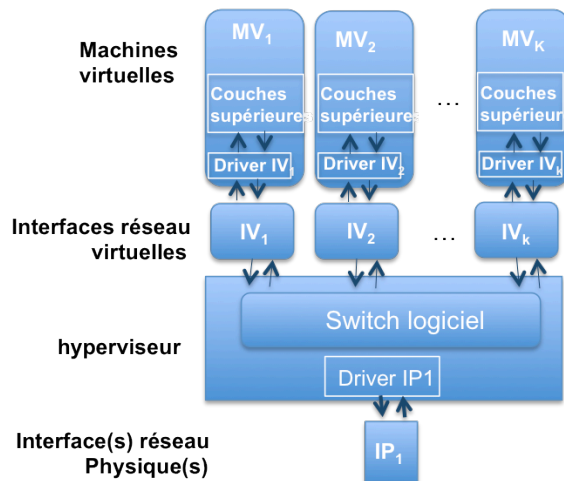 Machines
virtuelles
MV1
MV2
...
MVK
Couches
supérieures
Couches
supérieures
Couches
supérieures
Driver IV1
Driver IV2
Driver IVk
Interfaces réseau
virtuelles
IV1
IV2
...
IVk
hyperviseur
Switch logiciel
Driver IP1
Interface(s) réseau
Physique(s)
IP1